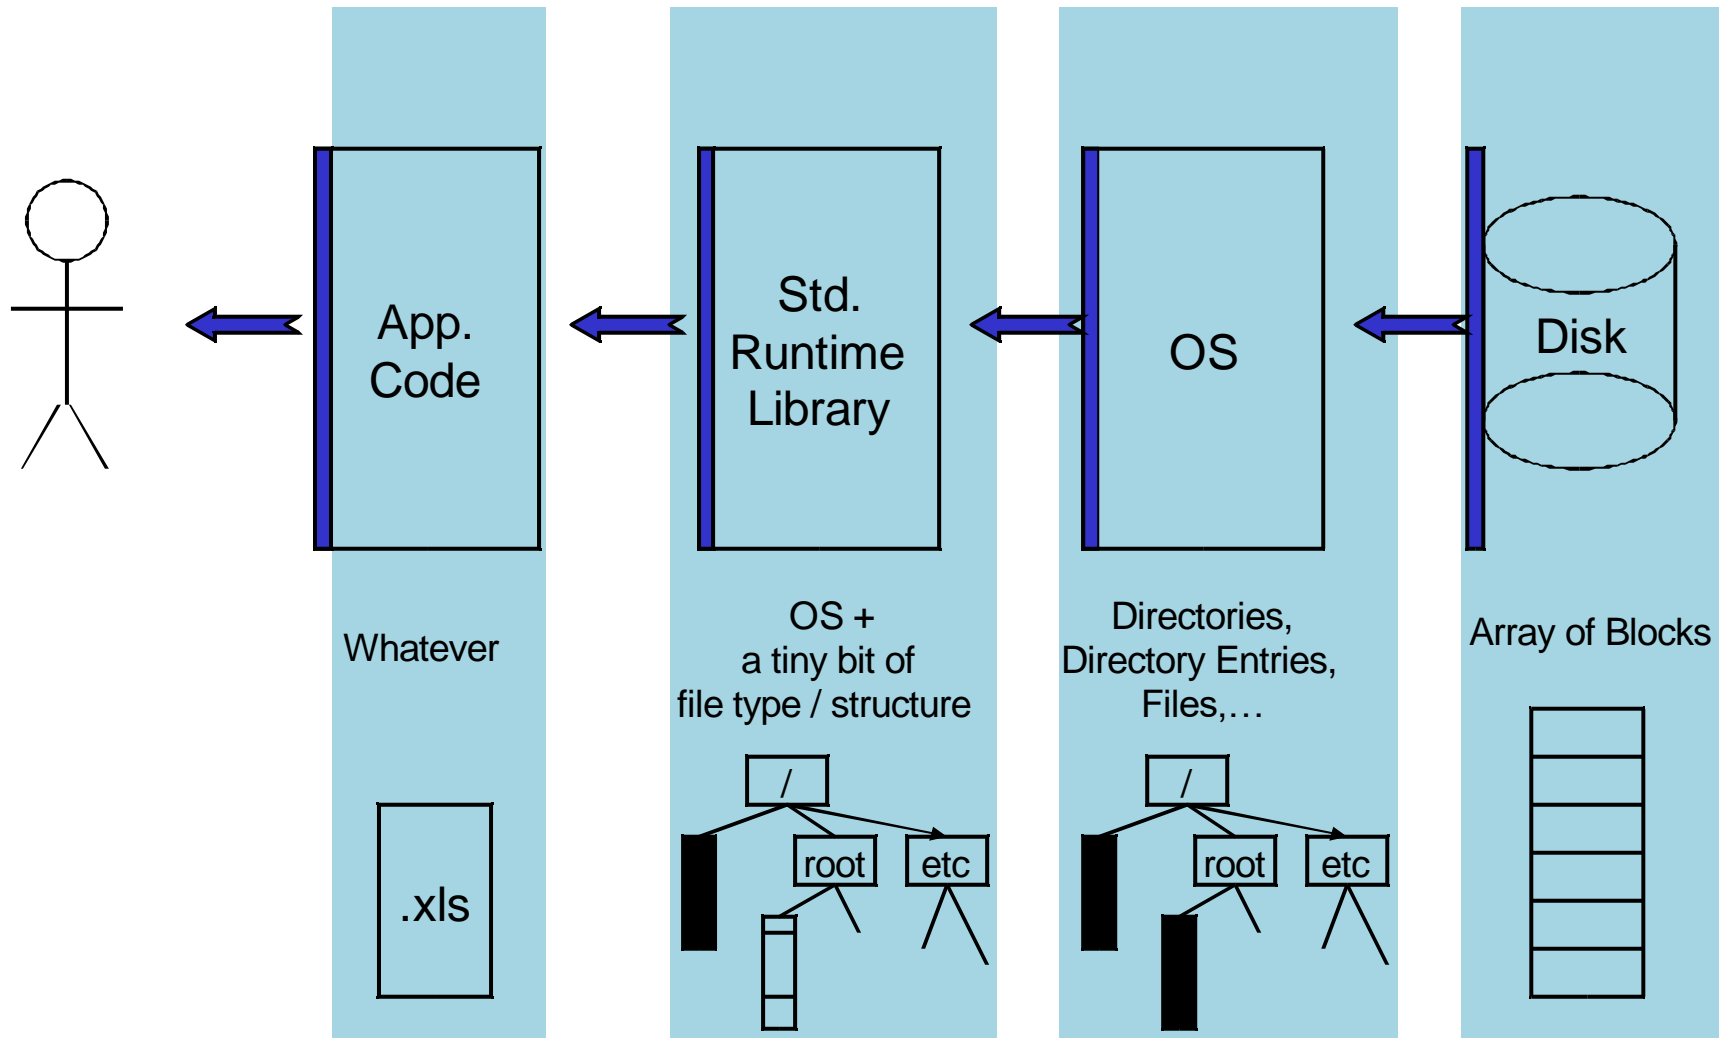 App.
Code
Std.
Runtime
Library
OS
Disk
Whatever
OS +
a tiny bit of
file type / structure
Directories,
Directory Entries,
Files,…
Array of Blocks
.xls
/
root
etc
/
root
etc